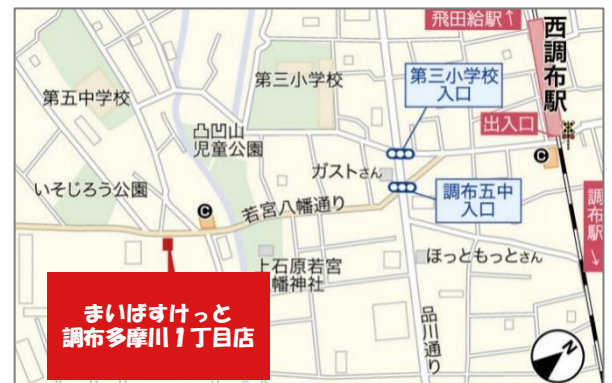 飛田給駅↑
西調布駅
第三小学校
第三小学校
入口
第五中学校
出入口
凸凹山
児童公園
ガストさん
C
調布五中
入口
いそじろう公園
C
若宮八幡通り
調布駅↓
ほっともっとさん
上石原若宮
八幡神社
まいばすけっと
調布多摩川1丁目店
品川通り
N